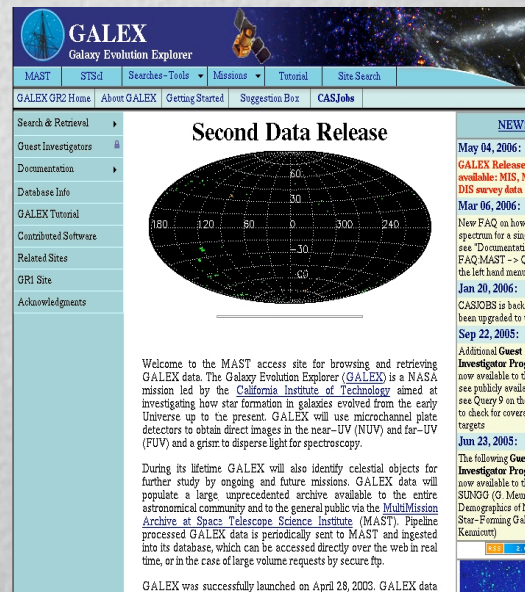 GALEX
Galaxy Evolution Explorer
MAST STScI Searches-Tools Missions Tutorial Site Search
GALEX GR2 Home About GALEX Getting Started Suggestion Box CASJobs
Search & Retrieval
Guest Investigators
Documentation
Database Info
GALEX Tutorial
Contributed Software
Related Sites
GR1 Site
Acknowledgments
Second Data Release
60
30
180 120 60 0 300 240
-30
-60
Welcome to the MAST access site for browsing and retrieving
GALEX data. The Galaxy Evolution Explorer (GALEX) is a NASA
mission led by the California Institute of Technology aimed at
investigating how star formation in galaxies evolved from the early
Universe up to the present. GALEX will use microchannel plate
detectors to obtain direct images in the near-UV (NUV) and far-UV
(FUV) and a grism to disperse light for spectroscopy.
During its lifetime GALEX will also identify celestial objects for
further study by ongoing and future missions. GALEX data will
populate a large, unprecedented archive available to the entire
astronomical community and to the general public via the MultiMission
Archive at Space Telescope Science Institute (MAST). Pipeline
processed GALEX data is periodically sent to MAST and ingested
into its database, which can be accessed directly over the web in real
time, or in the case of large volume requests by secure ftp.
GALEX was successfully launched on April 28, 2003. GALEX data
NEW
May 04, 2006:
GALEX Release
available: MIS,
DIS survey data
Mar 06, 2006:
New FAQ on how
spectrum for a sin
see "Documentati
FAQ:MAST -> Q
the left hand menu
Jan 20, 2006:
CASJOBS is back
been upgraded to
Sep 22, 2005:
Additional Guest
Investigator Prog
now available to th
see publicly availa
see Query 9 on the
to check for covera
targets
Jun 23, 2005:
The following Gue
Investigator Prog
now available to th
SUNGG (G. Meu
Demographics of
Star-Forming Gal
Kennicutt)
RSS 2.